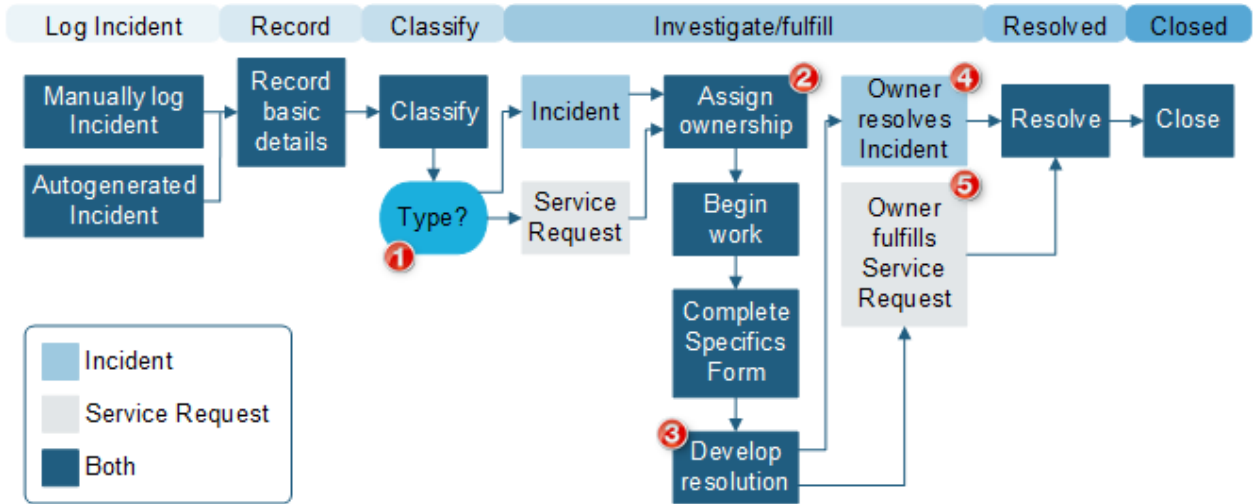 Log Incident
Record
Classify
Investigate/fulfill
Resolved
Closed
Manually log
Incident
Autogenerated
Incident
Record
basic
details
Classify
Type?
1
Incident
Service
Request
Assign
ownership
2
Begin
work
Complete
Specifics
Form
3
Develop
resolution
4
Owner
resolves
Incident
5
Owner
fulfills
Service
Request
Resolve
Close
Incident
Service Request
Both